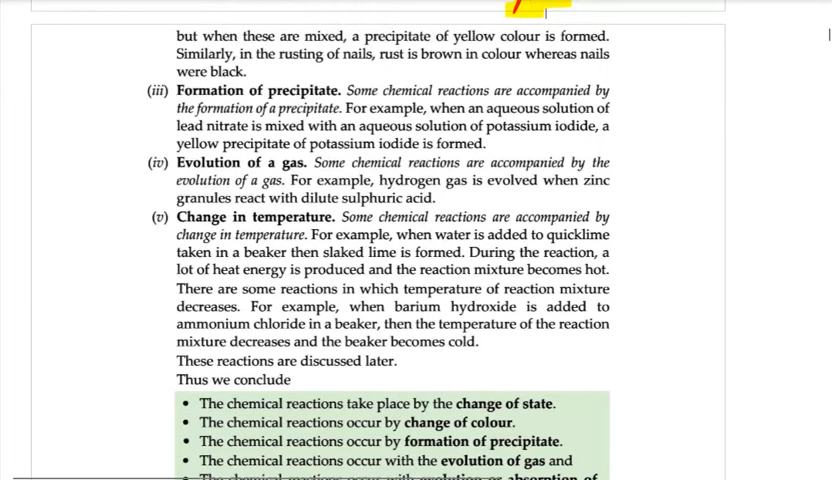 but when these are mixed, a precipitate of yellow colour is formed.
Similarly, in the rusting of nails, rust is brown in colour whereas nails
were black.
(iii) Formation of precipitate. Some chemical reactions are accompanied by
the formation of a precipitate. For example, when an aqueous solution of
lead nitrate is mixed with an aqueous solution of potassium iodide, a
yellow precipitate of potassium iodide is formed.
(iv) Evolution of a gas. Some chemical reactions are accompanied by the
evolution of a gas. For example, hydrogen gas is evolved when zinc
granules react with dilute sulphuric acid.
(v) Change in temperature. Some chemical reactions are accompanied by
change in temperature. For example, when water is added to quicklime
taken in a beaker then slaked lime is formed. During the reaction, a
lot of heat energy is produced and the reaction mixture becomes hot.
There are some reactions in which temperature of reaction mixture
decreases. For example, when barium hydroxide is added to
ammonium chloride in a beaker, then the temperature of the reaction
mixture decreases and the beaker becomes cold.
These reactions are discussed later.
Thus we conclude
• The chemical reactions take place by the change of state.
• The chemical reactions occur by change of colour.
• The chemical reactions occur by formation of precipitate.
• The chemical reactions occur with the evolution of gas and
• The chemical reactions occur with evolution or absorption of